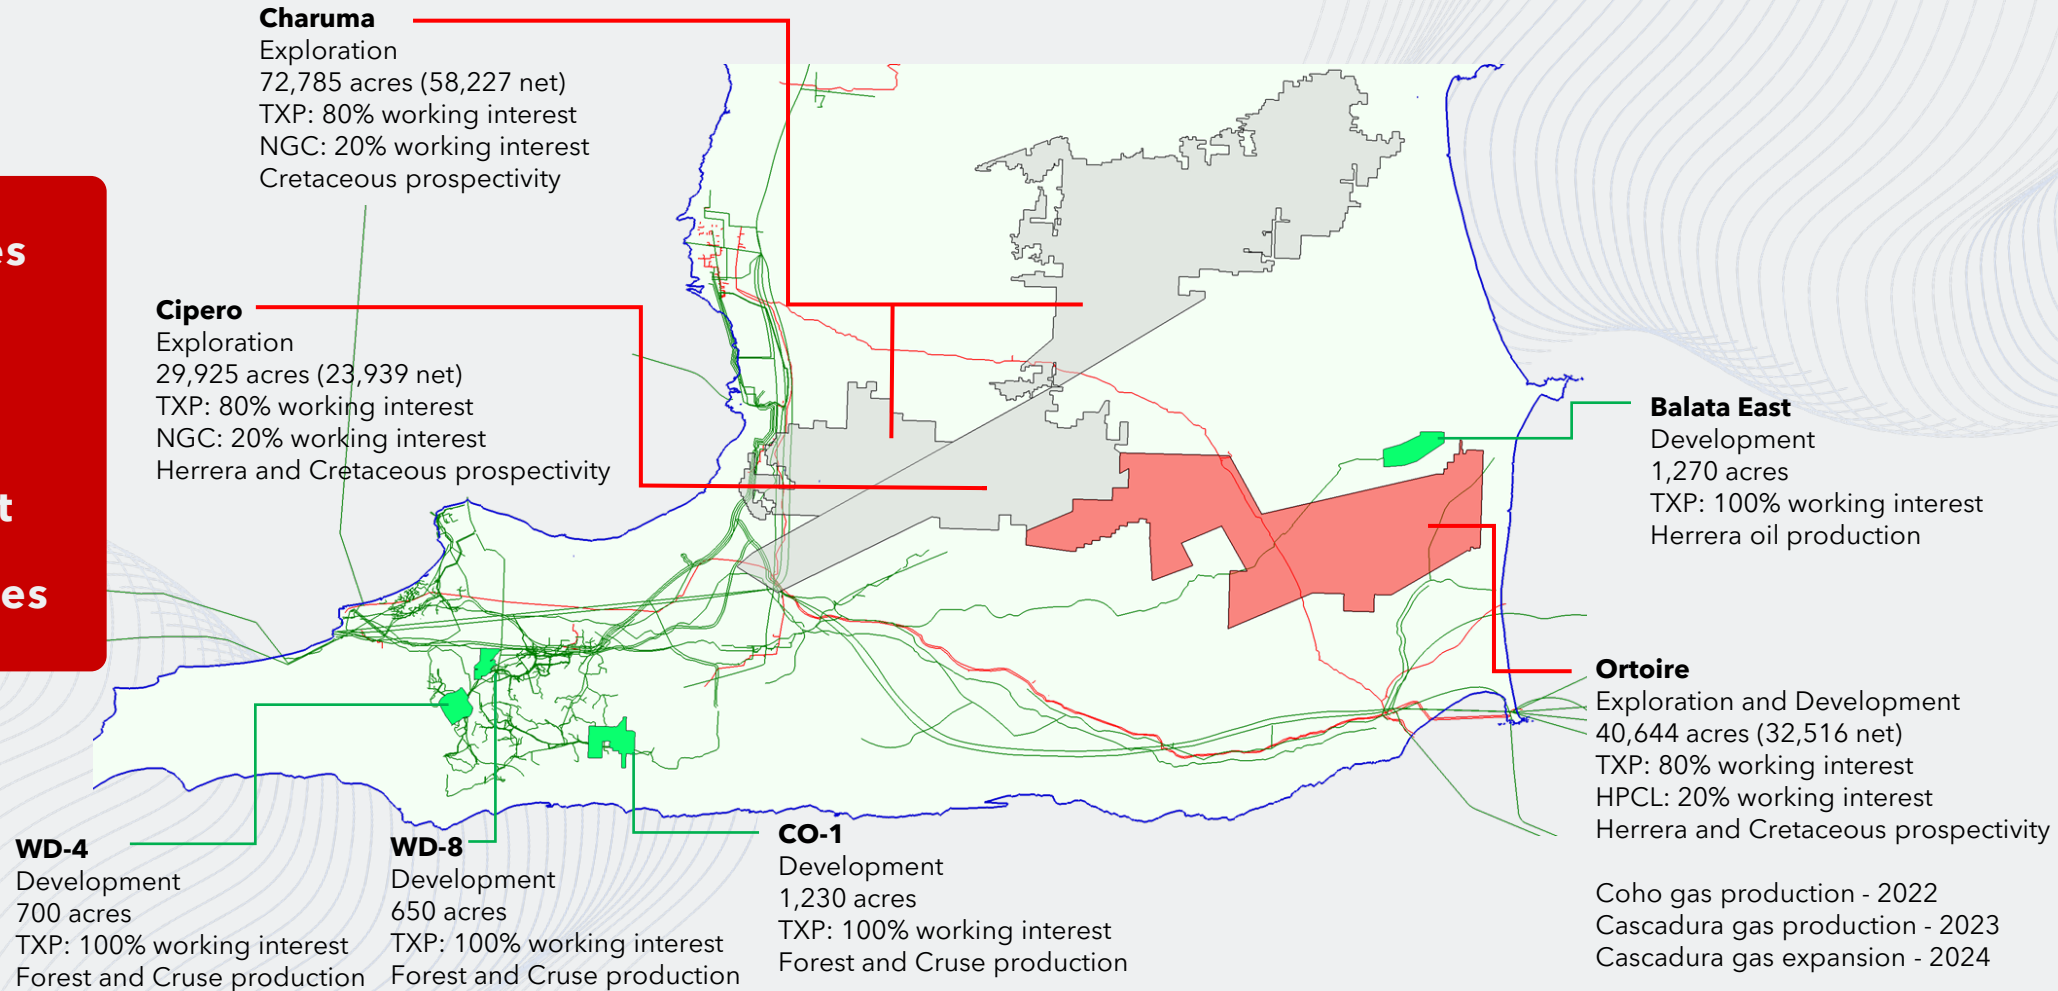 Charuma
Exploration
72,785 acres (58,227 net)
TXP: 80% working interest
NGC: 20% working interest
Cretaceous prospectivity
Cipero
Exploration
29,925 acres (23,939 net)
TXP: 80% working interest
NGC: 20% working interest
Herrera and Cretaceous prospectivity
Balata East
Development
1,270 acres
TXP: 100% working interest
Herrera oil production
Ortoire
Exploration and Development
40,644 acres (32,516 net)
TXP: 80% working interest
HPCL: 20% working interest
Herrera and Cretaceous prospectivity
Coho gas production - 2022
Cascadura gas production - 2023
Cascadura gas expansion - 2024
WD-4
Development
700 acres
TXP: 100% working interest
Forest and Cruse production
WD-8
Development
650 acres
TXP: 100% working interest
Forest and Cruse production
CO-1
Development
1,230 acres
TXP: 100% working interest
Forest and Cruse production